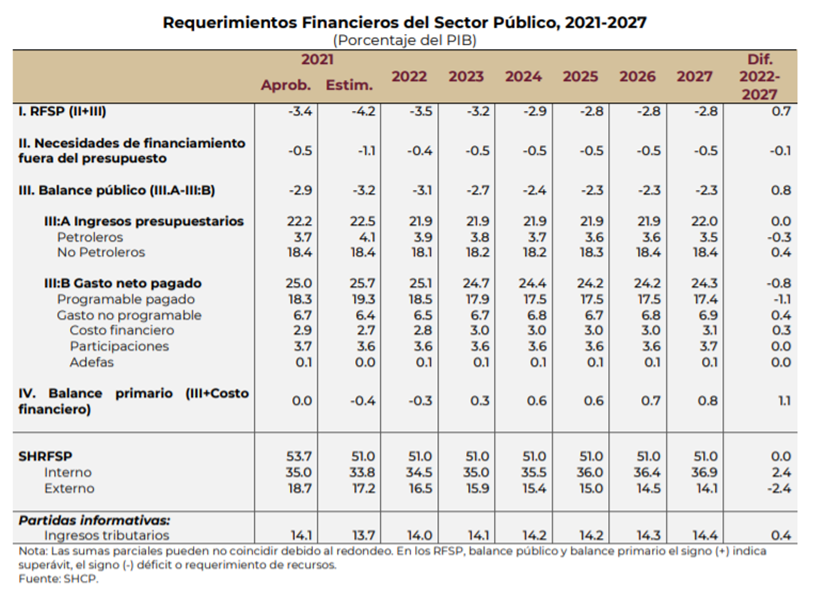 Requerimientos Financieros del Sector Público, 2021-2027
(Porcentaje del PIB)
2021 Dif.
Aprob. Estim. 2022 2023 2024 2025 2026 2027 2022-
2027
I. RFSP (II+III) -3.4 -4.2 -3.5 -3.2 -2.9 -2.8 -2.8 -2.8 0.7
II. Necesidades de financiamiento
fuera del presupuesto -0.5 -1.1 -0.4 -0.5 -0.5 -0.5 -0.5 -0.5 -0.1
III. Balance público (III.A-III:B) -2.9 -3.2 -3.1 -2.7 -2.4 -2.3 -2.3 -2.3 0.8
III:A Ingresos presupuestarios 22.2 22.5 21.9 21.9 21.9 21.9 21.9 22.0 0.0
Petroleros 3.7 4.1 3.9 3.8 3.7 3.6 3.6 3.5 -0.3
No Petroleros 18.4 18.4 18.1 18.2 18.2 18.3 18.4 18.4 0.4
III:B Gasto neto pagado 25.0 25.7 25.1 24.7 24.4 24.2 24.2 24.3 -0.8
Programable pagado 18.3 19.3 18.5 17.9 17.5 17.5 17.5 17.4 -1.1
Gasto no programable 6.7 6.4 6.5 6.7 6.8 6.7 6.8 6.9 0.4
Costo financiero 2.9 2.7 2.8 3.0 3.0 3.0 3.0 3.1 0.3
Participaciones 3.7 3.6 3.6 3.6 3.6 3.6 3.6 3.7 0.0
Adefas 0.1 0.0 0.1 0.1 0.1 0.1 0.1 0.1 0.0
IV. Balance primario (III+Costo
financiero) 0.0 -0.4 -0.3 0.3 0.6 0.6 0.7 0.8 1.1
SHRFSP 53.7 51.0 51.0 51.0 51.0 51.0 51.0 51.0 0.0
Interno 35.0 33.8 34.5 35.0 35.5 36.0 36.4 36.9 2.4
Externo 18.7 17.2 16.5 15.9 15.4 15.0 14.5 14.1 -2.4
Partidas informativas:
Ingresos tributarios 14.1 13.7 14.0 14.1 14.2 14.2 14.3 14.4 0.4
Nota: Las sumas parciales pueden no coincidir debido al redondeo. En los RFSP, balance público y balance primario el signo (+) indica
superávit, el signo (-) déficit o requerimiento de recursos.
Fuente: SHCP.